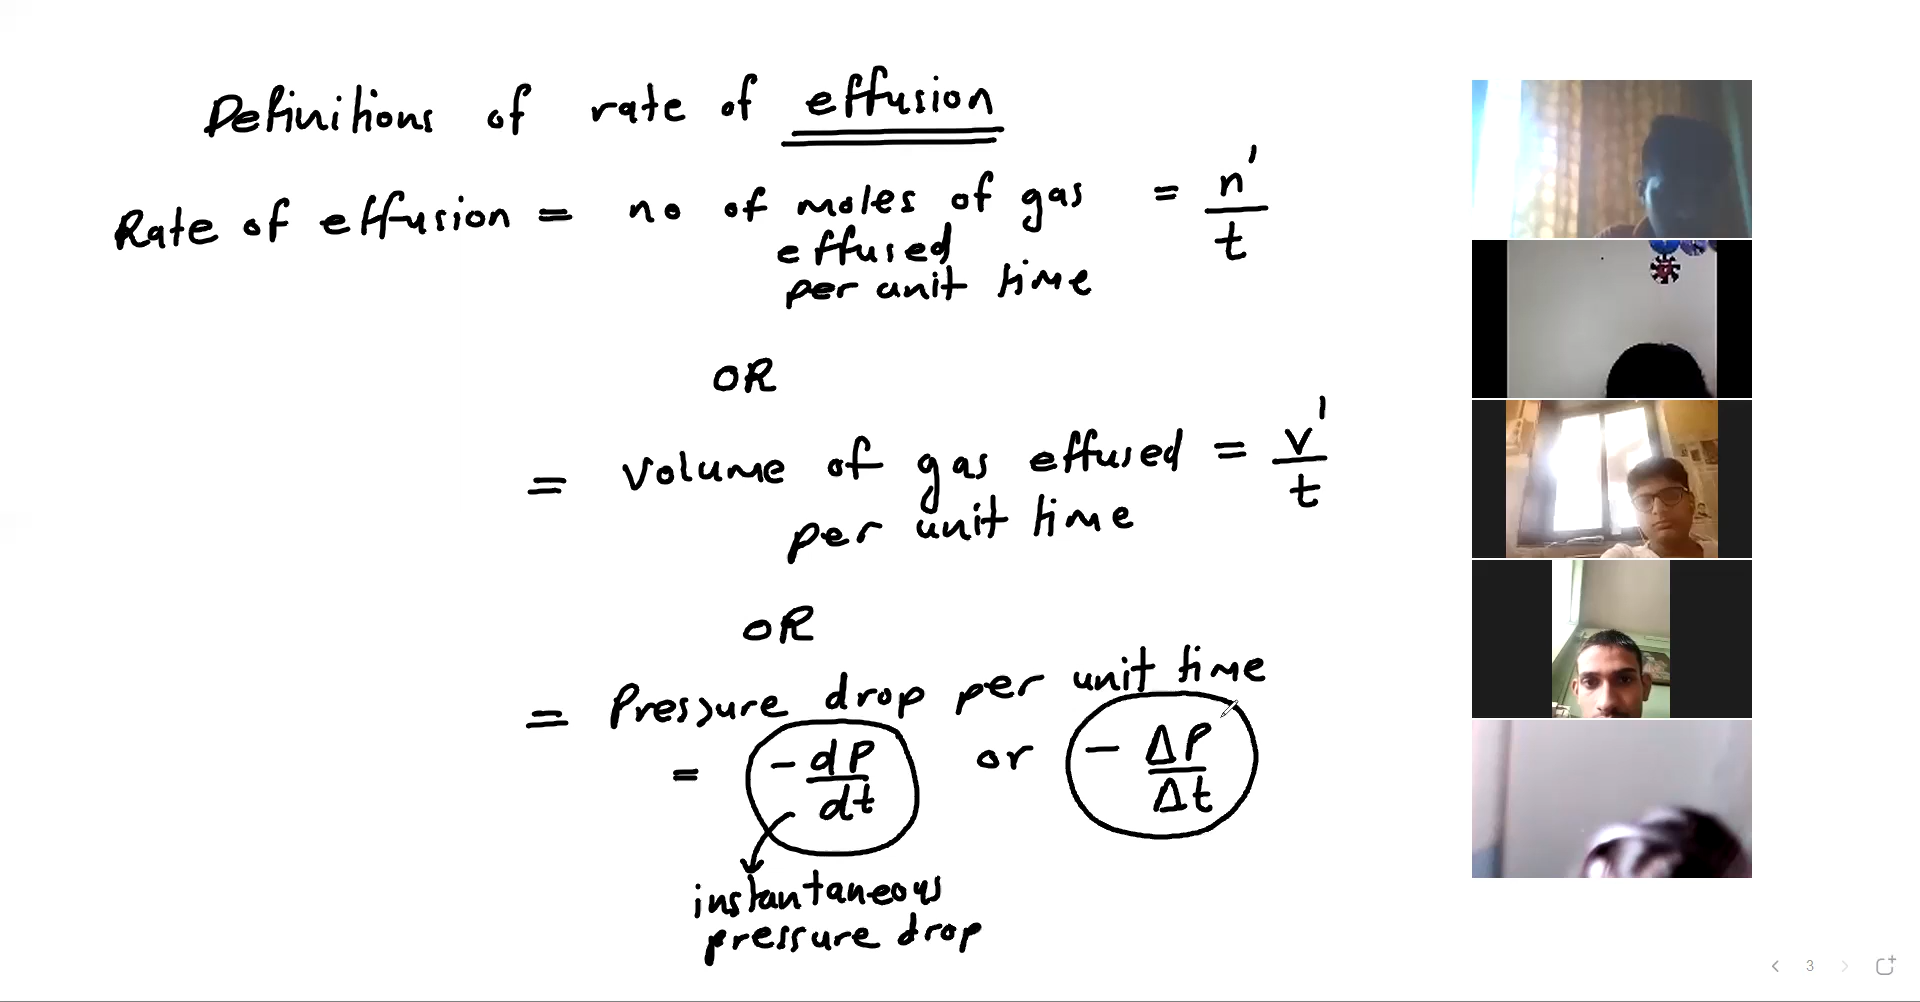 Definitions of rate of effusion
Rate of effusion = no of moles of gas = n'/t
effused
per unit time
OR
= Volume of gas effused = v'/t
per unit time
OR
= Pressure drop per unit time
= -dP/dt or -ΔP/Δt
instantaneous
pressure drop
3